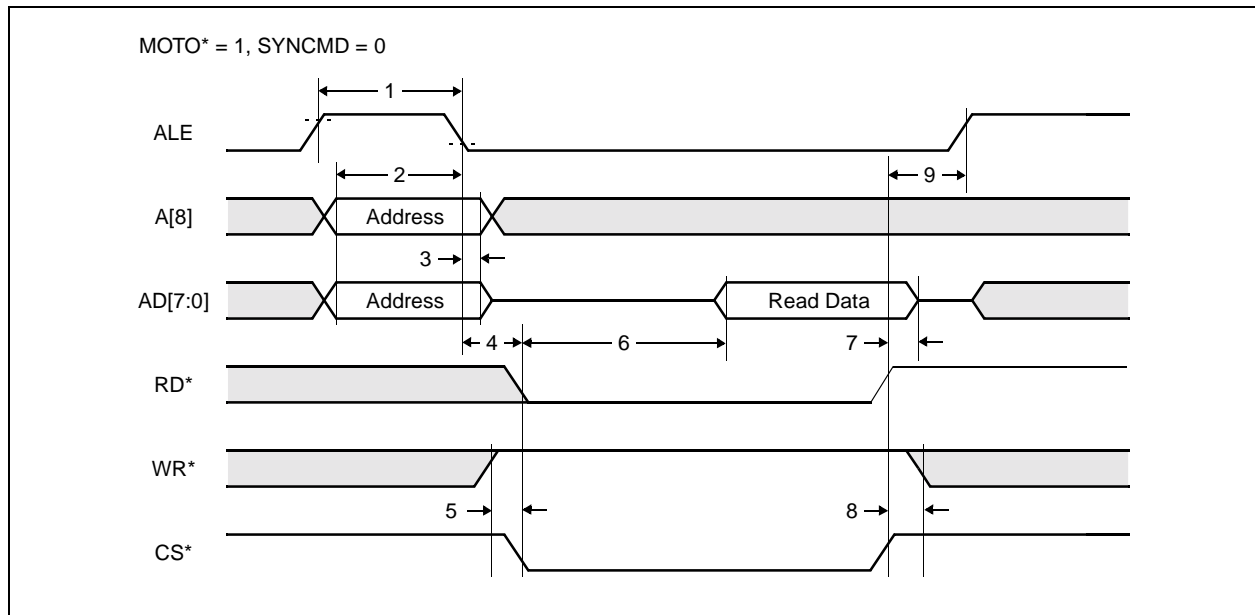 MOTO* = 1, SYNCMD = 0
1
ALE
2
9
A[8]
Address
3
AD[7:0]
Address
Read Data
4
6
7
RD*
WR*
5
8
CS*